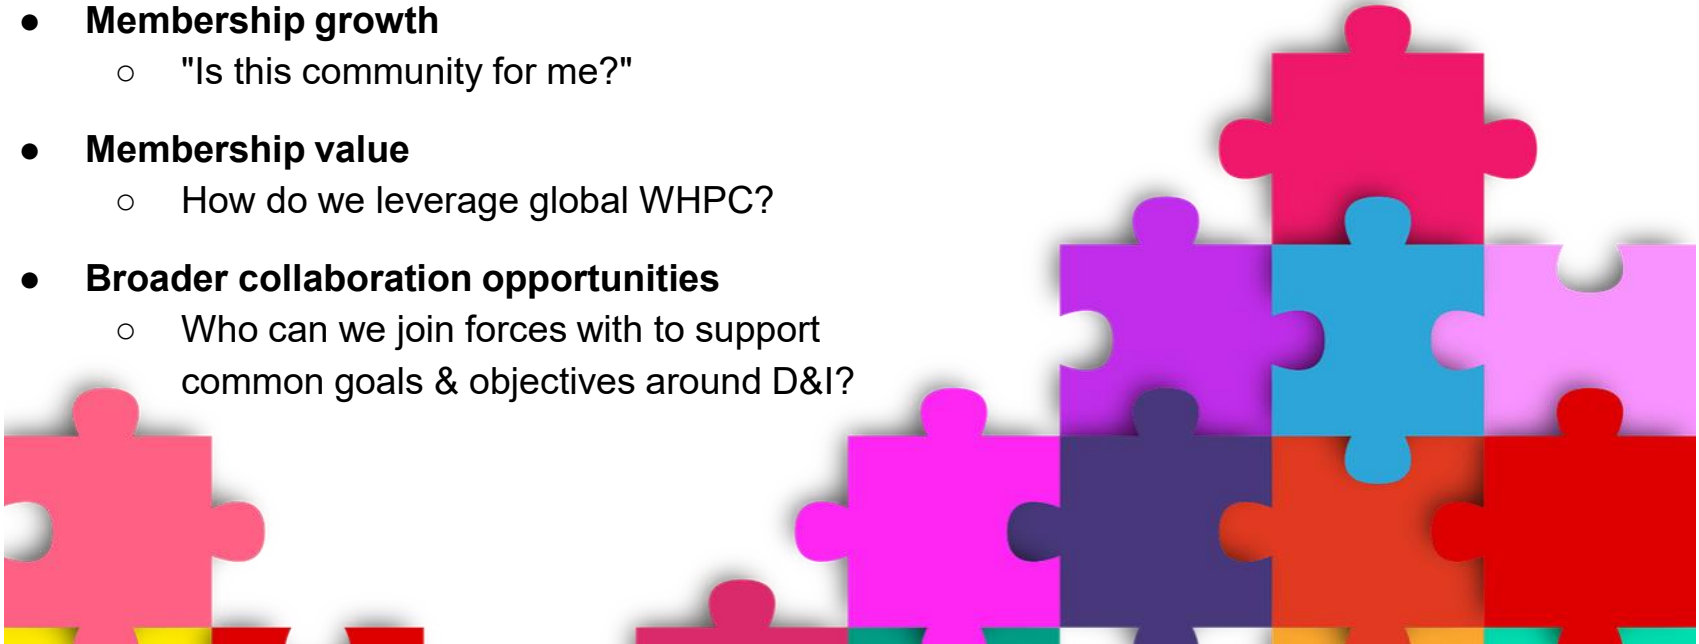 ● Membership growth
○ "Is this community for me?"
● Membership value
○ How do we leverage global WHPC?
● Broader collaboration opportunities
○ Who can we join forces with to support
common goals & objectives around D&I?